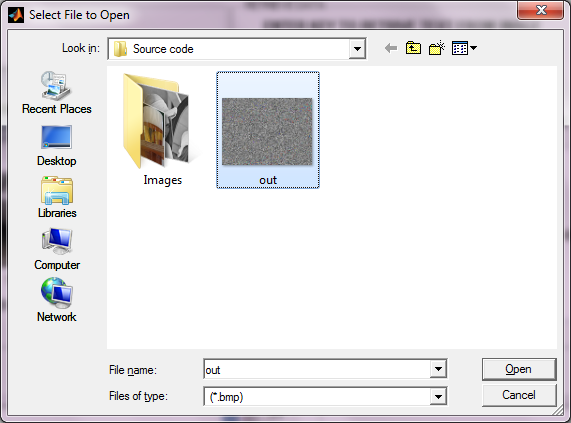 Select File to Open
Look in:
Source code
Recent Places
Desktop
Libraries
Computer
Network
Images
out
File name:
out
Open
Files of type:
(*.bmp)
Cancel